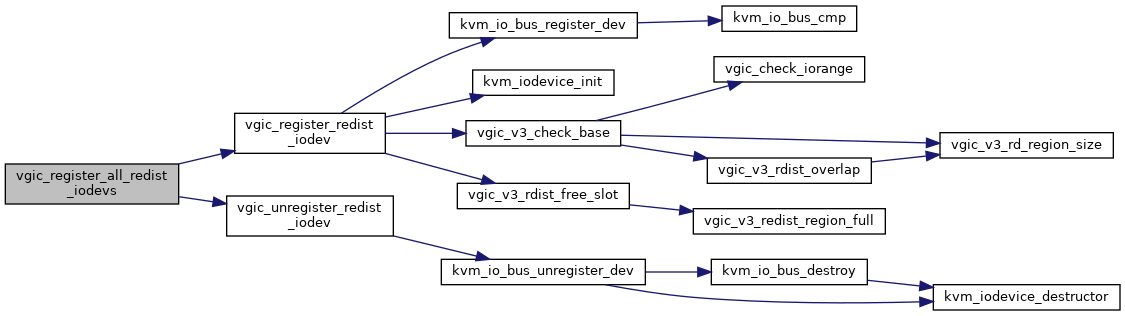 kvm_io_bus_register_dev
kvm_io_bus_cmp
vgic_check_iorange
kvm_iodevice_init
vgic_register_redist
_iodev
vgic_v3_check_base
vgic_v3_rd_region_size
vgic_v3_rdist_overlap
vgic_register_all_redist
_iodevs
vgic_v3_rdist_free_slot
vgic_unregister_redist
_iodev
vgic_v3_redist_region_full
kvm_io_bus_unregister_dev
kvm_io_bus_destroy
kvm_iodevice_destructor